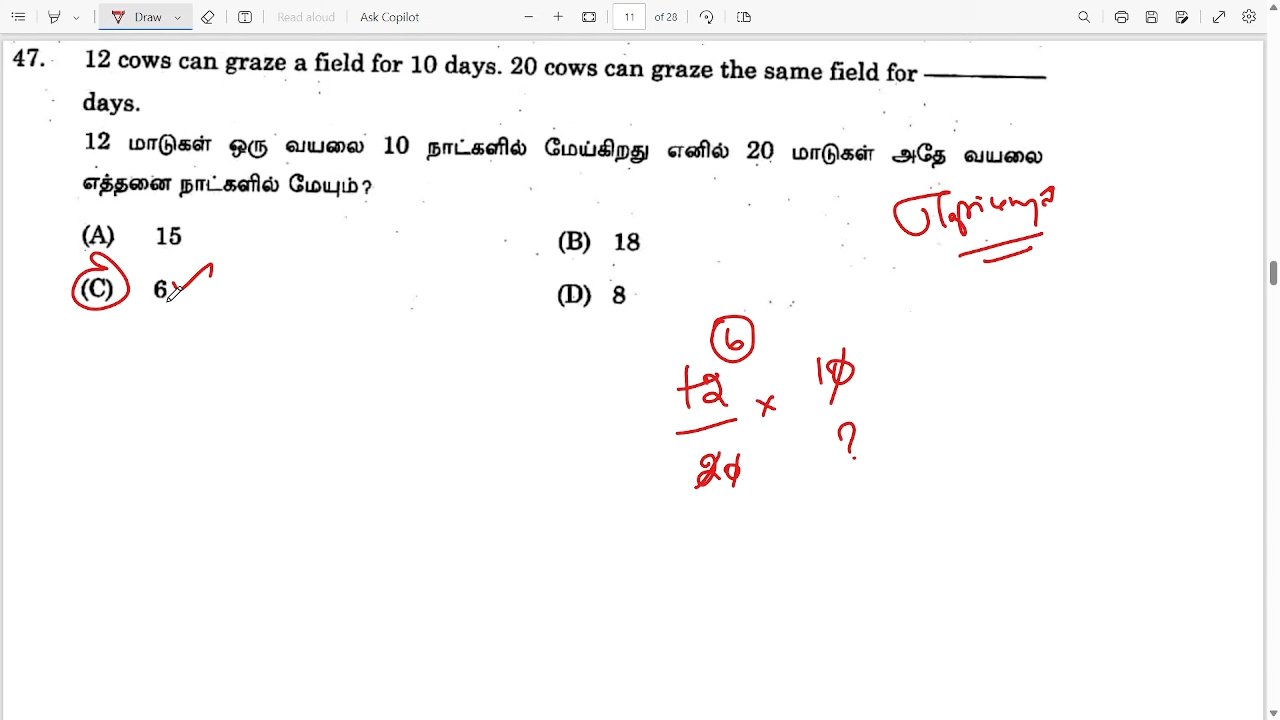 Draw
Read aloud
Ask Copilot
11 of 28
47. 12 cows can graze a field for 10 days. 20 cows can graze the same field for
days.
12 மாடுகள் ஒரு வயலை 10 நாட்களில் மேய்கிறது எனில் 20 மாடுகள் அதே வயலை
எத்தனை நாட்களில் மேயும்?
(A) 15
(B) 18
(C) 6
(D) 8
6
12 × 10
20 ?